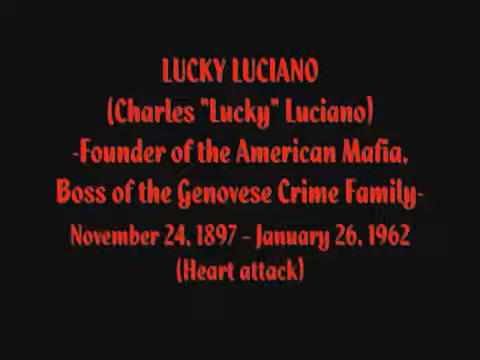 LUCKY LUCIANO
(Charles "Lucky" Luciano)
-Founder of the American Mafia,
Boss of the Genovese Crime Family-
November 24, 1897 - January 26, 1962
(Heart attack)